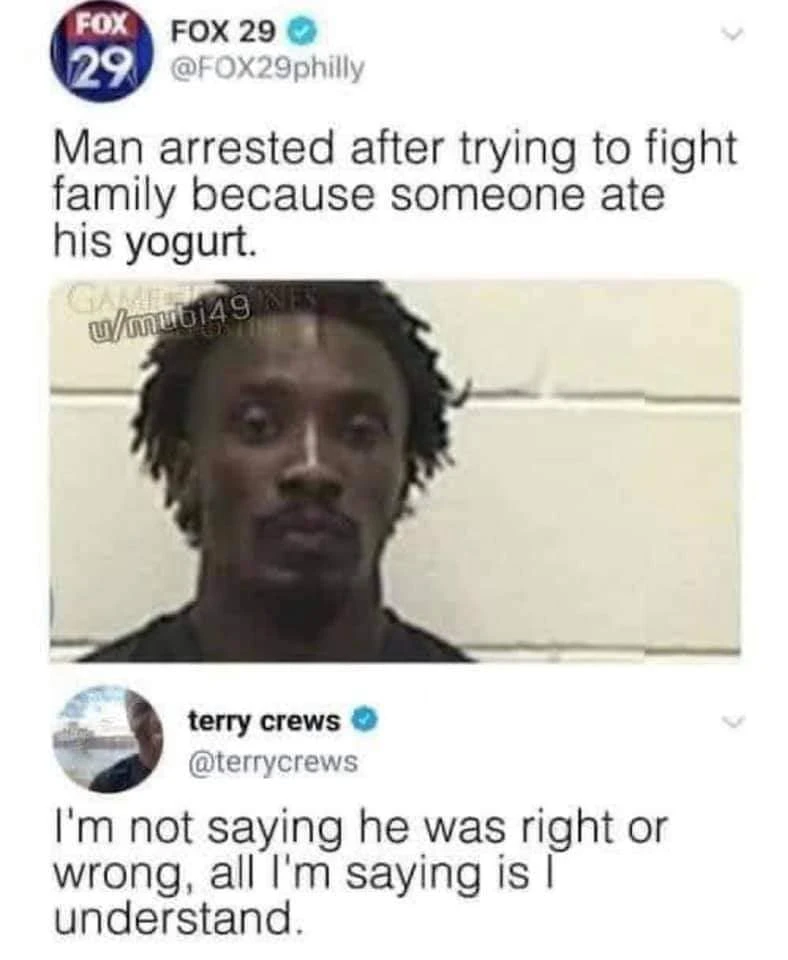 FOX
29
FOX 29
@FOX29philly
Man arrested after trying to fight
family because someone ate
his yogurt.
u/mubi49
terry crews
@terrycrews
I'm not saying he was right or
wrong, all I'm saying is I
understand.